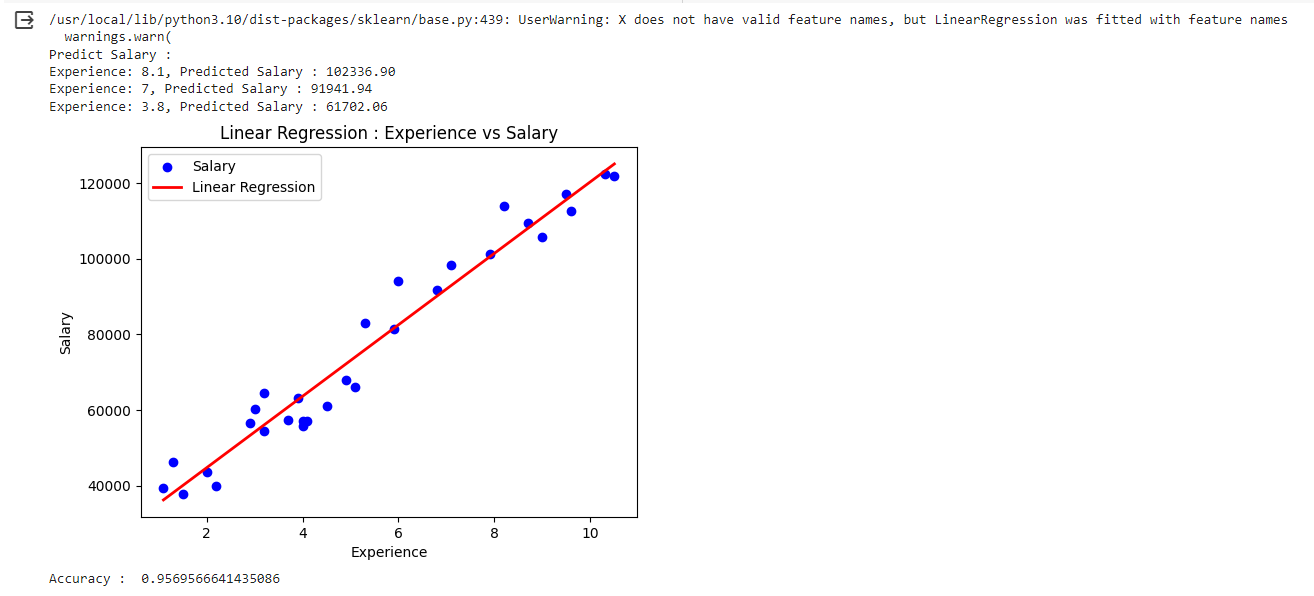 /usr/local/lib/python3.10/dist-packages/sklearn/base.py:439: UserWarning: X does not have valid feature names, but LinearRegression was fitted with feature names
warnings.warn(
Predict Salary :
Experience: 8.1, Predicted Salary : 102336.90
Experience: 7, Predicted Salary : 91941.94
Experience: 3.8, Predicted Salary : 61702.06
Linear Regression : Experience vs Salary
Salary
Linear Regression
120000
100000
80000
60000
40000
Salary
2 4 6 8 10
Experience
Accuracy : 0.9569566641435086